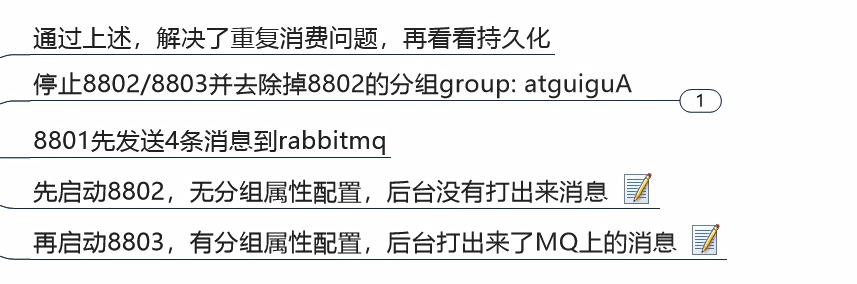 通过上述，解决了重复消费问题，再看看持久化
停止8802/8803并去除掉8802的分组group: atguiguA
1
8801先发送4条消息到rabbitmq
先启动8802，无分组属性配置，后台没有打出来消息
再启动8803，有分组属性配置，后台打出来了MQ上的消息